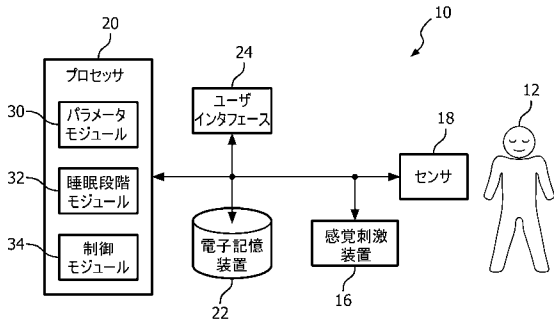 10
20
プロセッサ
30
パラメータ
モジュール
32
睡眠段階
モジュール
34
制御
モジュール
24
ユーザ
インタフェース
電子記憶
装置
22
18
センサ
感覚刺激
装置
16
12